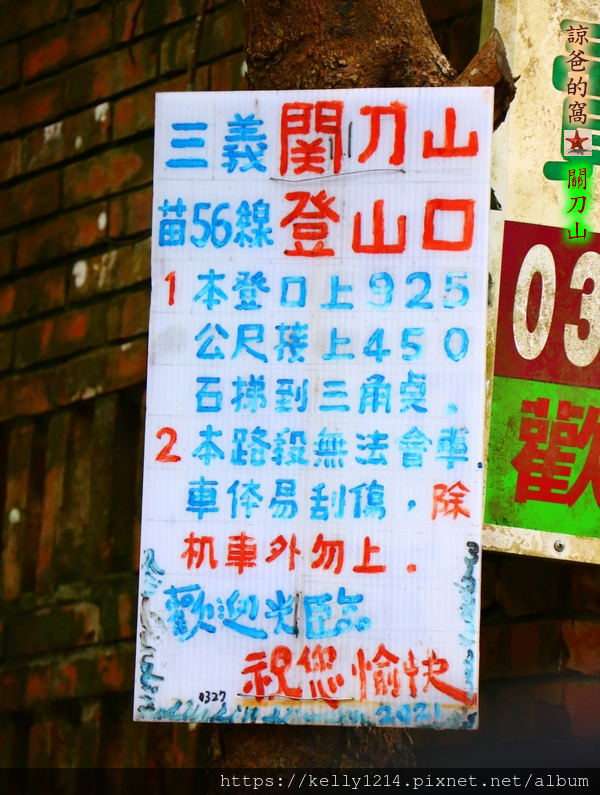 三義關刀山
苗56線登山口
1 本登口上925
公尺接上450
石梯到三角奌.
2 本路段無法會車
車体易刮傷,除
机車外勿上.
歡迎光臨
祝您愉快
0327
2021
03
歡
諒爸的窩
關刀山
https://kelly1214.pixnet.net/album